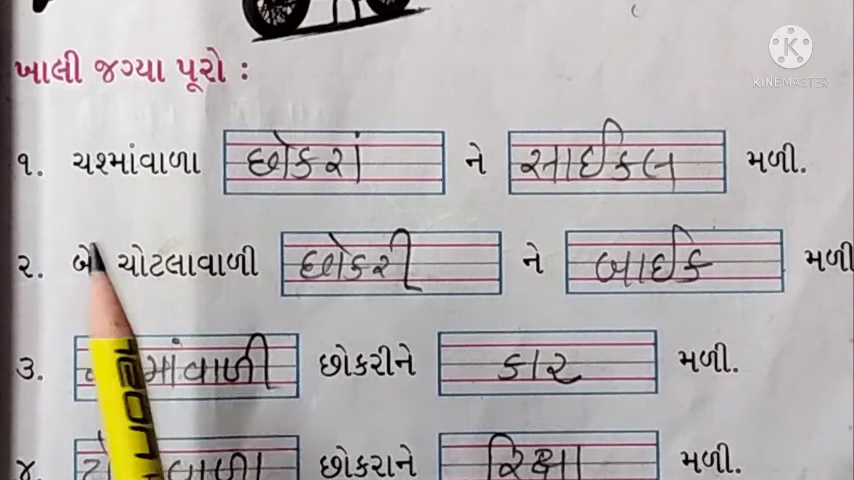 KINEMASTER
ખાલી જગ્યા પૂરો :
૧. ચશ્માંવાળા છોકરાં ને સાઈકલ મળી.
૨. બે ચોટલાવાળી છોકરી ને બાઈક મળી
૩. છોકરીને કાર મળી.
૪. છોકરાને રિક્ષા મળી.